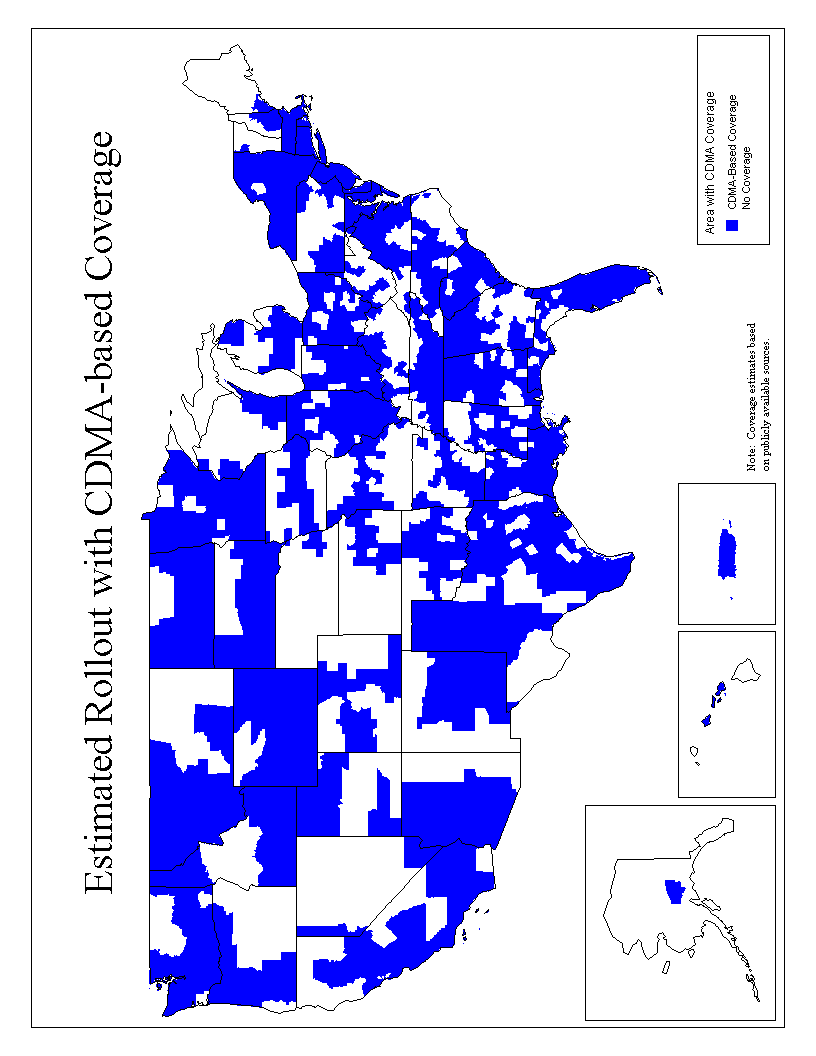 Estimated Rollout with CDMA-based Coverage
Area with CDMA Coverage
CDMA-Based Coverage
No Coverage
Note:  Coverage estimates based
on publicly available sources.